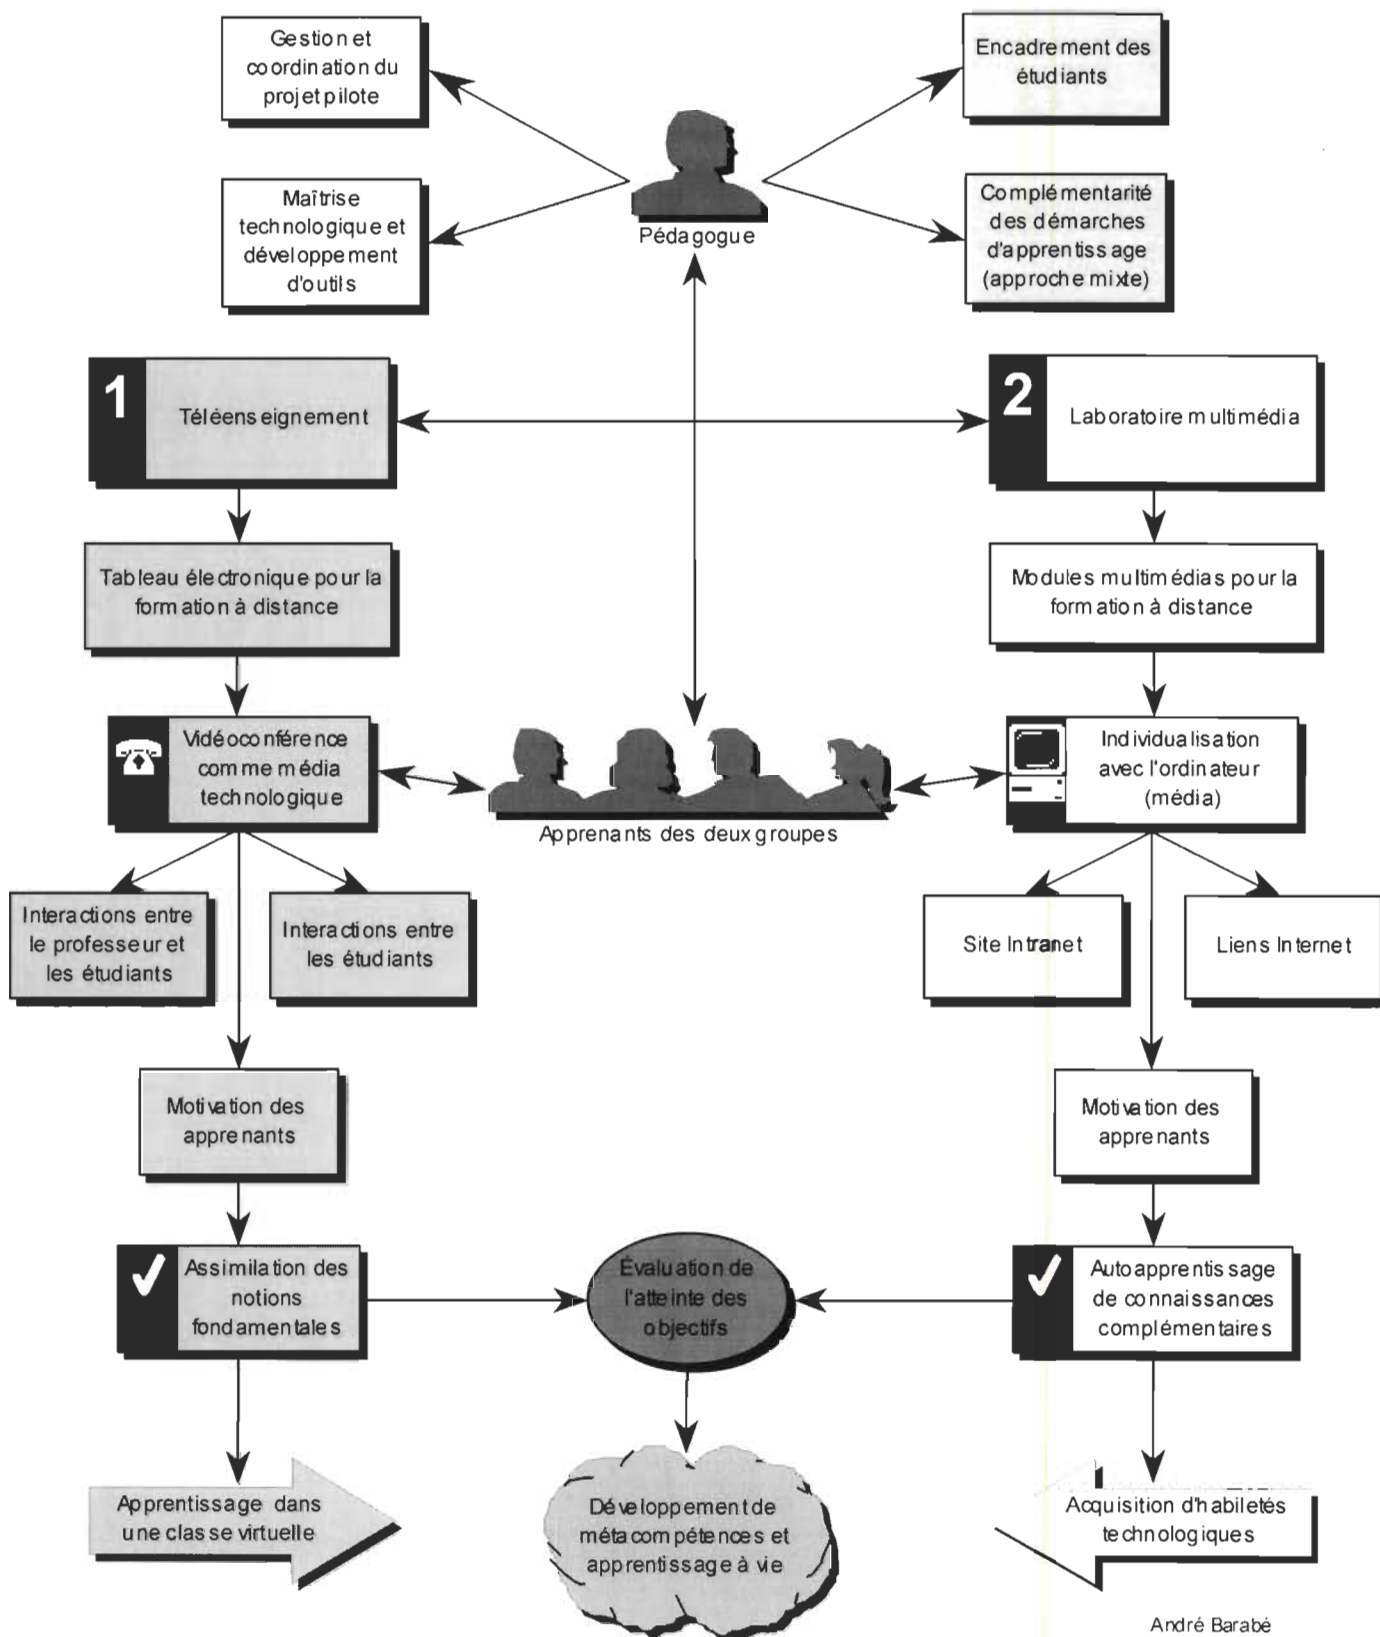 Gestion et
coordination du
projet pilote
Encadrement des
étudiants
Maîtrise
technologique et
développement
d'outils
Complémentarité
des démarches
d'apprentissage
(approche mixte)
Pédagogue
1
Téléenseignement
2
Laboratoire multimédia
Tableau électronique pour la
formation à distance
Modules multimédias pour la
formation à distance
Vidéoconférence
comme média
technologique
Apprenants des deux groupes
Individualisation
avec l'ordinateur
(média)
Interactions entre
le professeur et
les étudiants
Interactions entre
les étudiants
Site Intranet
Liens Internet
Motivation des
apprenants
Motivation des
apprenants
Assimilation des
notions
fondamentales
Évaluation de
l'atteinte des
objectifs
Autoapprentissage
de connaissances
complémentaires
Apprentissage dans
une classe virtuelle
Développement de
métacompétences et
apprentissage à vie
Acquisition d'habiletés
technologiques
André Barabé